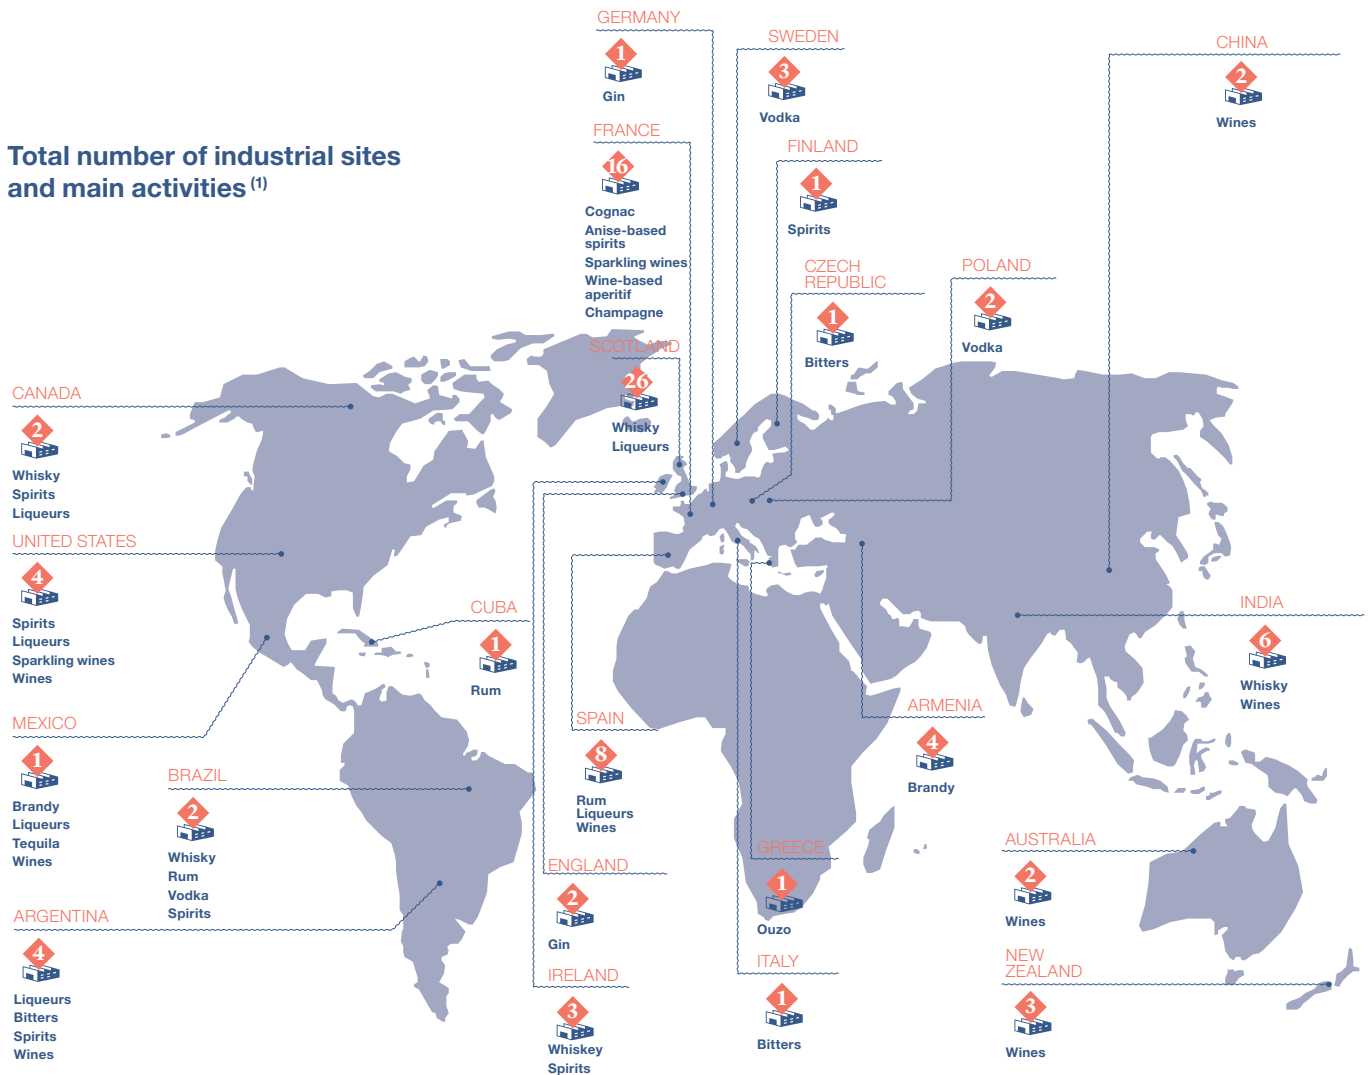 Total number of industrial sites
and main activities (1)
GERMANY
1
Gin
SWEDEN
3
Vodka
CHINA
2
Wines
FRANCE
16
Cognac
Anise-based
spirits
Sparkling wines
Wine-based
aperitif
Champagne
FINLAND
1
Spirits
CZECH
REPUBLIC
1
Bitters
POLAND
2
Vodka
SCOTLAND
26
Whisky
Liqueurs
CANADA
2
Whisky
Spirits
Liqueurs
UNITED STATES
4
Spirits
Liqueurs
Sparkling wines
Wines
CUBA
1
Rum
INDIA
6
Whisky
Wines
MEXICO
1
Brandy
Liqueurs
Tequila
Wines
BRAZIL
2
Whisky
Rum
Vodka
Spirits
SPAIN
8
Rum
Liqueurs
Wines
ARMENIA
4
Brandy
ENGLAND
2
Gin
GREECE
1
Ouzo
AUSTRALIA
2
Wines
ARGENTINA
4
Liqueurs
Bitters
Spirits
Wines
IRELAND
3
Whiskey
Spirits
ITALY
1
Bitters
NEW
ZEALAND
3
Wines